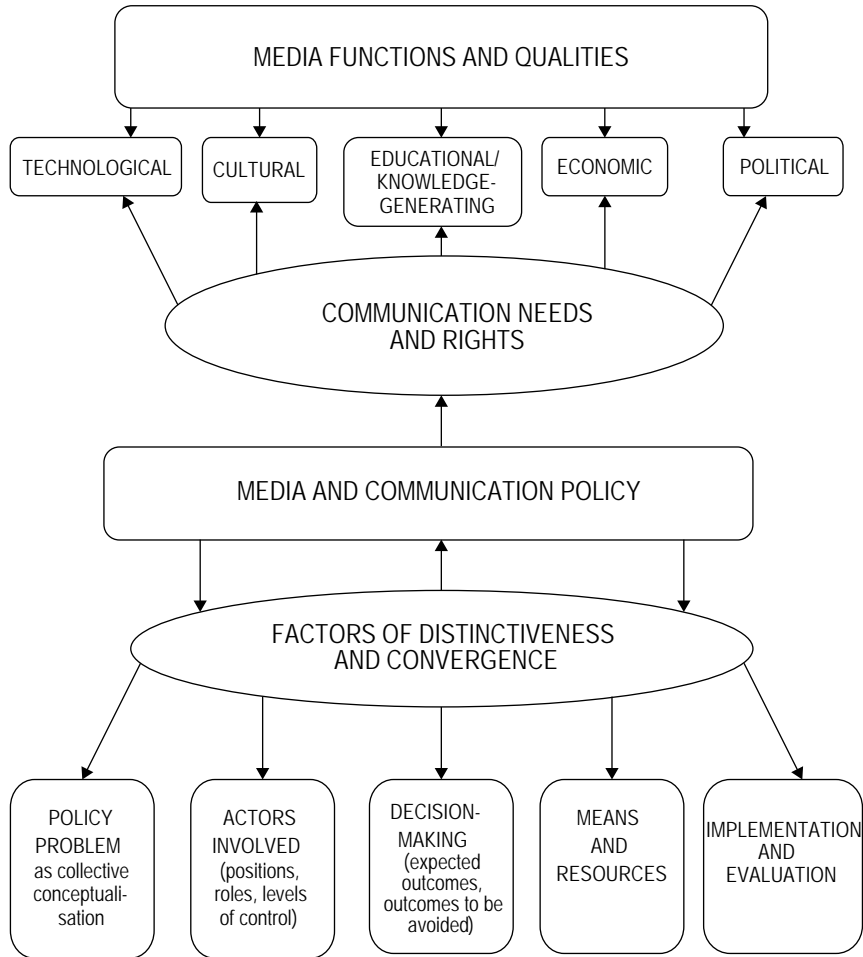 MEDIA FUNCTIONS AND QUALITIES
TECHNOLOGICAL
CULTURAL
EDUCATIONAL/
KNOWLEDGE-
GENERATING
ECONOMIC
POLITICAL
COMMUNICATION NEEDS
AND RIGHTS
MEDIA AND COMMUNICATION POLICY
FACTORS OF DISTINCTIVENESS
AND CONVERGENCE
POLICY
PROBLEM
as collective
conceptuali-
sation
ACTORS
INVOLVED
(positions,
roles, levels
of control)
DECISION-
MAKING
(expected
outcomes,
outcomes to be
avoided)
MEANS
AND
RESOURCES
IMPLEMENTATION
AND
EVALUATION